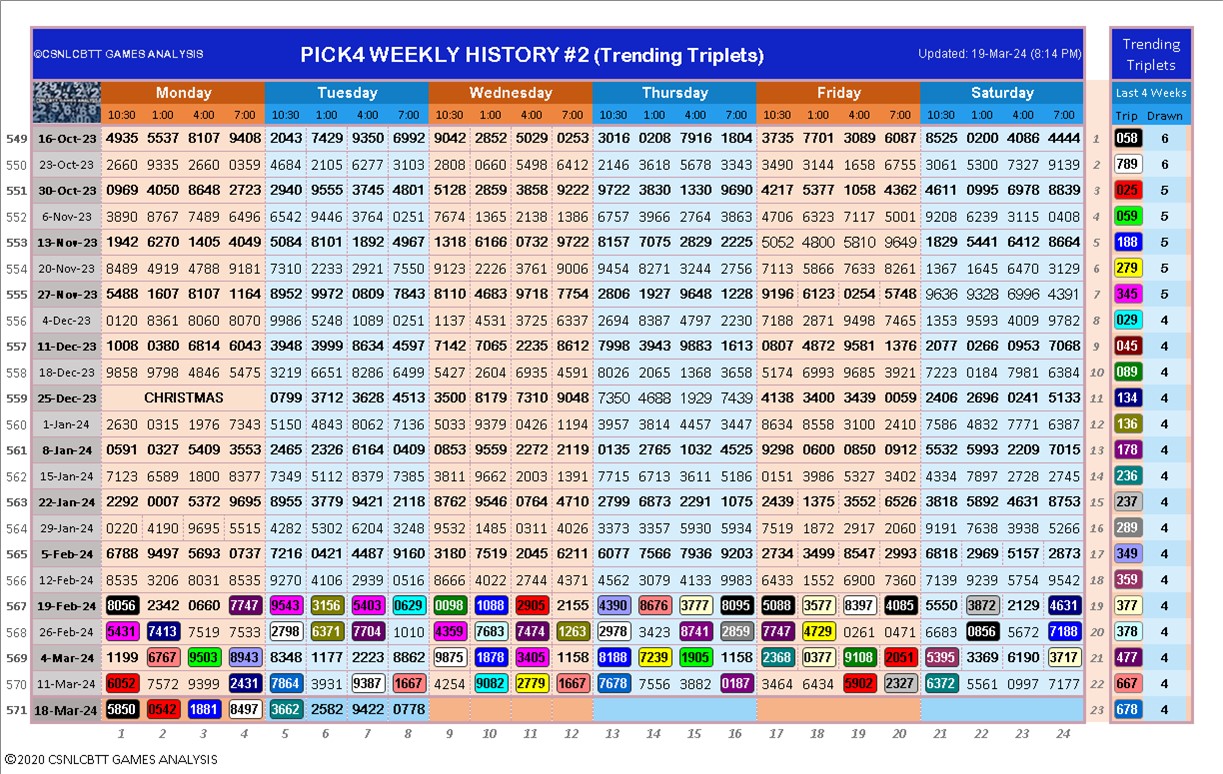 ©CSNLCBTT GAMES ANALYSIS PICK4 WEEKLY HISTORY #2 (Trending Triplets) Updated: 19-Mar-24 (8:14 PM) Trending Triplets
Monday Tuesday Wednesday Thursday Friday Saturday Last 4 Weeks
10:30 1:00 4:00 7:00 10:30 1:00 4:00 7:00 10:30 1:00 4:00 7:00 10:30 1:00 4:00 7:00 10:30 1:00 4:00 7:00 10:30 1:00 4:00 7:00 Trip Drawn
549 16-Oct-23 4935 5537 8107 9408 2043 7429 9350 6992 9042 2852 5029 0253 3016 0208 7916 1804 3735 7701 3089 6087 8525 0200 4086 4444 1 058 6
550 23-Oct-23 2660 9335 2660 0359 4684 2105 6277 3103 2808 0660 5498 6412 2146 3618 5678 3343 3490 3144 1658 6755 3061 5300 7327 9139 2 789 6
551 30-Oct-23 0969 4050 8648 2723 2940 9555 3745 4801 5128 2859 3858 9222 9722 3830 1330 9690 4217 5377 1058 4362 4611 0995 6978 8839 3 025 5
552 6-Nov-23 3890 8767 7489 6496 6542 9446 3764 0251 7674 1365 2138 1386 6757 3966 2764 3863 4706 6323 7117 5001 9208 6239 3115 0408 4 059 5
553 13-Nov-23 1942 6270 1405 4049 5084 8101 1892 4967 1318 6166 0732 9722 8157 7075 2829 2225 5052 4800 5810 9649 1829 5441 6412 8664 5 188 5
554 20-Nov-23 8489 4919 4788 9181 7310 2233 2921 7550 9123 2226 3761 9006 9454 8271 3244 2756 7113 5866 7633 8261 1367 1645 6470 3129 6 279 5
555 27-Nov-23 5488 1607 8107 1164 8952 9972 0809 7843 8110 4683 9718 7754 2806 1927 9648 1228 9196 6123 0254 5748 9636 9328 6996 4391 7 345 5
556 4-Dec-23 0120 8361 8060 8070 9986 5248 1089 0251 1137 4531 3725 6337 2694 8387 4797 2230 7188 2871 9498 7465 1353 9593 4009 9782 8 029 4
557 11-Dec-23 1008 0380 6814 6043 3948 3999 8634 4597 7142 7065 2235 8612 7998 3943 9883 1613 0807 4872 9581 1376 2077 0266 0953 7068 9 045 4
558 18-Dec-23 9858 9798 4846 5475 3219 6651 8286 6499 5427 2604 6935 4591 8026 2065 1368 3658 5174 6993 9685 3921 7223 0184 7981 6384 10 089 4
559 25-Dec-23 CHRISTMAS 0799 3712 3628 4513 3500 8179 7310 9048 7350 4688 1929 7439 4138 3400 3439 0059 2406 2696 0241 5133 11 134 4
560 1-Jan-24 2630 0315 1976 7343 5150 4843 8062 7136 5033 9379 0426 1194 3957 3814 4457 3447 8634 8558 3100 2410 7586 4832 7771 6387 12 136 4
561 8-Jan-24 0591 0327 5409 3553 2465 2326 6164 0409 0853 9559 2272 2119 0135 2765 1032 4525 9298 0600 0850 0912 5532 5993 2209 7015 13 178 4
562 15-Jan-24 7123 6589 1800 8377 7349 5112 8379 7385 3811 9662 2003 1391 7715 6713 3611 5186 0151 3986 5327 3402 4334 7897 2728 2745 14 236 4
563 22-Jan-24 2292 0007 5372 9695 8955 3779 9421 2118 8762 9546 0764 4710 2799 6873 2291 1075 2439 1375 3552 6526 3818 5892 4631 8753 15 237 4
564 29-Jan-24 0220 4190 9695 5515 4282 5302 6204 3248 9532 1485 0311 4026 3373 3357 5930 5934 7519 1872 2917 2060 9191 7638 3938 5266 16 289 4
565 5-Feb-24 6788 9497 5693 0737 7216 0421 4487 9160 3180 7519 2045 6211 6077 7566 7936 9203 2734 3499 8547 2993 6818 2969 5157 2873 17 349 4
566 12-Feb-24 8535 3206 8031 8535 9270 4106 2939 0516 8666 4022 2744 4371 4562 3079 4133 9983 6433 1552 6900 7360 7139 9239 5754 9542 18 359 4
567 19-Feb-24 8056 2342 0660 7747 9543 3156 5403 0629 0098 1088 2905 2155 4390 8676 3777 8095 5088 3577 8397 4085 5550 3872 2129 4631 19 377 4
568 26-Feb-24 5431 7413 7519 7533 2798 6371 7704 1010 4359 7683 7474 1263 2978 3423 8741 2859 7747 4729 0261 0471 6683 0856 5672 7188 20 378 4
569 4-Mar-24 1199 6767 9503 8943 8348 1177 2223 8862 9875 1878 3405 1158 8188 7239 1905 1158 2368 0377 9108 2051 5395 3369 6190 3717 21 477 4
570 11-Mar-24 6052 7572 9399 2431 7864 3931 9387 1667 4254 9082 2779 1667 7678 7556 3882 0187 3464 1434 5902 2327 6372 5561 0997 7177 22 667 4
571 18-Mar-24 5850 0542 1881 8497 3662 2582 9422 0778 23 678 4
1 2 3 4 5 6 7 8 9 10 11 12 13 14 15 16 17 18 19 20 21 22 23 24
©2020 CSNLCBTT GAMES ANALYSIS